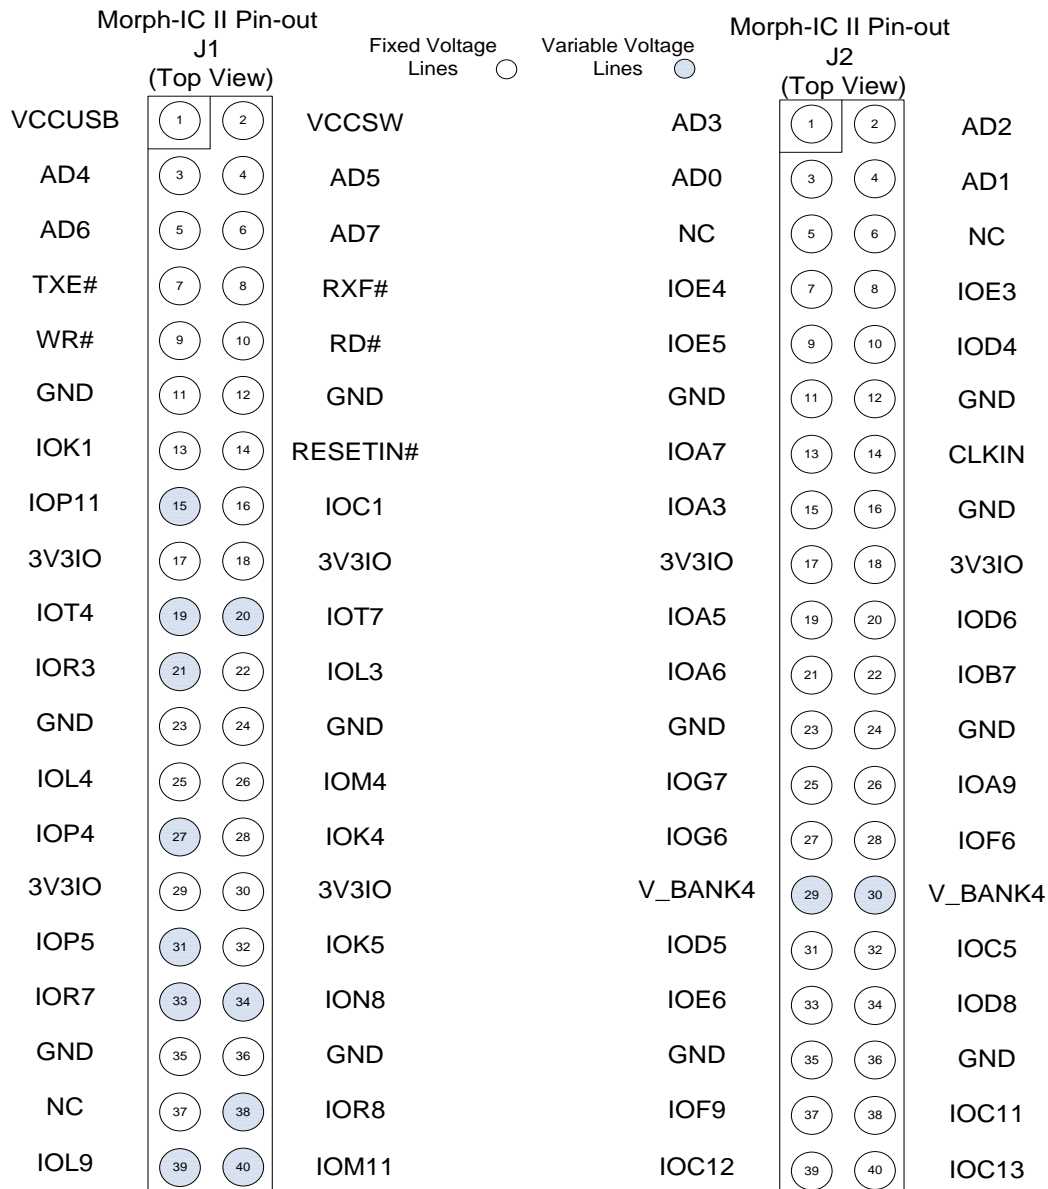 Morph-IC II Pin-out
J1
(Top View)
Fixed Voltage
Lines
Variable Voltage
Lines
Morph-IC II Pin-out
J2
(Top View)
VCCUSB 1 2 VCCSW AD3 1 2 AD2
AD4 3 4 AD5 AD0 3 4 AD1
AD6 5 6 AD7 NC 5 6 NC
TXE# 7 8 RXF# IOE4 7 8 IOE3
WR# 9 10 RD# IOE5 9 10 IOD4
GND 11 12 GND GND 11 12 GND
IOK1 13 14 RESETIN# IOA7 13 14 CLKIN
IOP11 15 16 IOC1 IOA3 15 16 GND
3V3IO 17 18 3V3IO 3V3IO 17 18 3V3IO
IOT4 19 20 IOT7 IOA5 19 20 IOD6
IOR3 21 22 IOL3 IOA6 21 22 IOB7
GND 23 24 GND GND 23 24 GND
IOL4 25 26 IOM4 IOG7 25 26 IOA9
IOP4 27 28 IOK4 IOG6 27 28 IOF6
3V3IO 29 30 3V3IO V_BANK4 29 30 V_BANK4
IOP5 31 32 IOK5 IOD5 31 32 IOC5
IOR7 33 34 ION8 IOE6 33 34 IOD8
GND 35 36 GND GND 35 36 GND
NC 37 38 IOR8 IOF9 37 38 IOC11
IOL9 39 40 IOM11 IOC12 39 40 IOC13